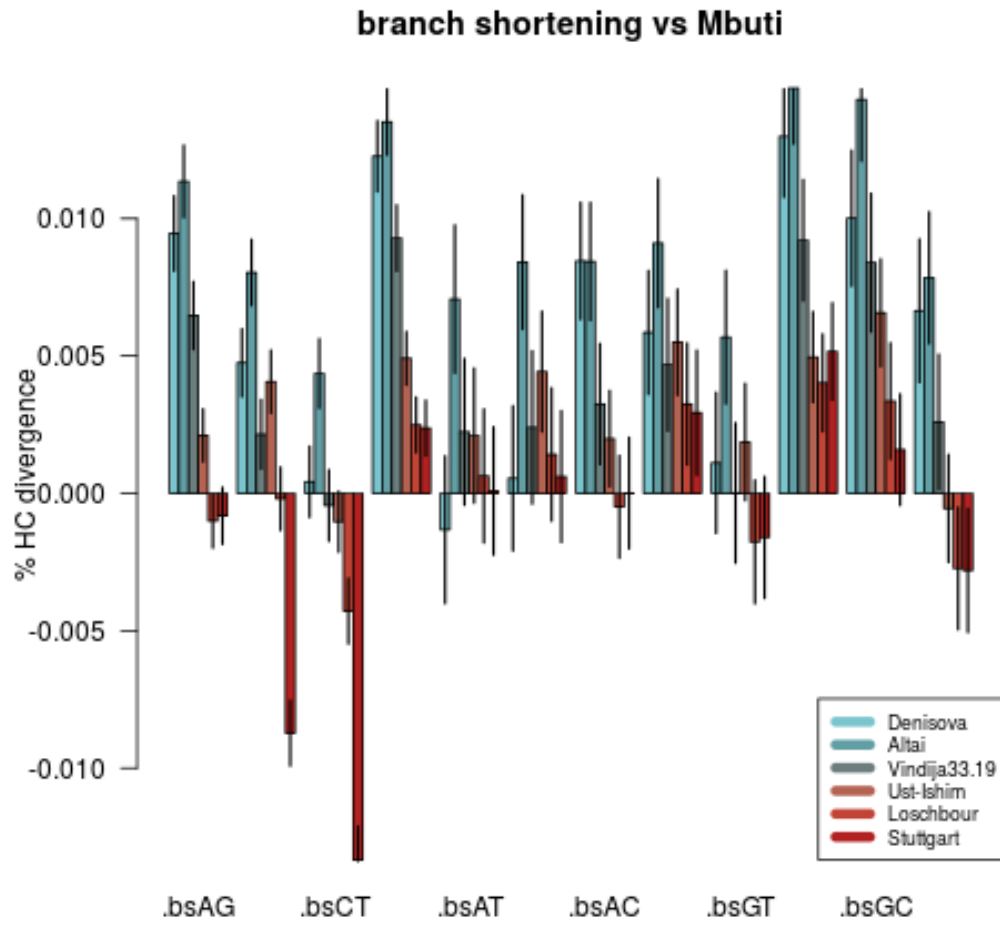 branch shortening vs Mbuti
% HC divergence
0.010
0.005
0.000
-0.005
-0.010
Denisova
Altai
Vindija33.19
Ust-Ishim
Loschbour
Stuttgart
.bsAG .bsCT .bsAT .bsAC .bsGT .bsGC